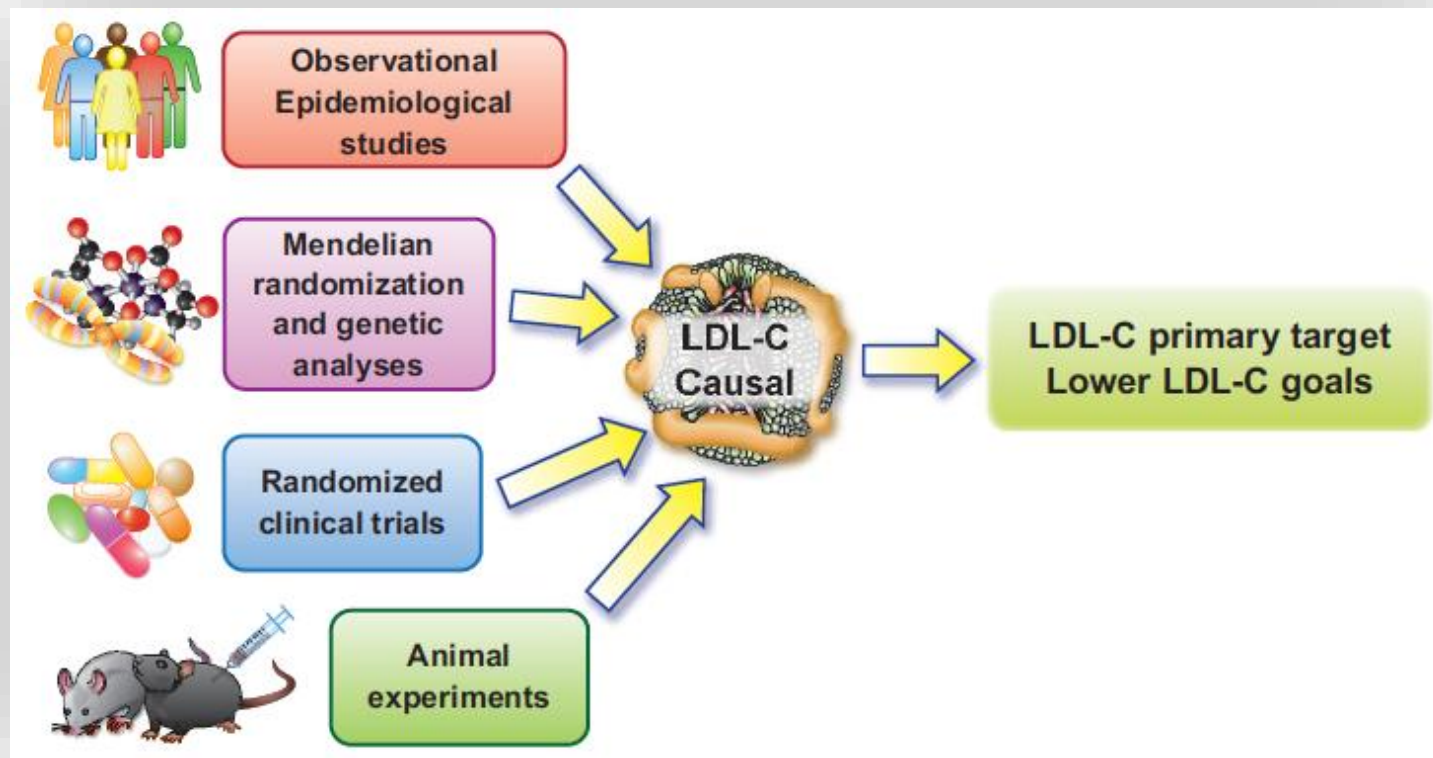 Observational
Epidemiological
studies
Mendelian
randomization
and genetic
analyses
Randomized
clinical trials
Animal
experiments
LDL-C
Causal
LDL-C primary target
Lower LDL-C goals